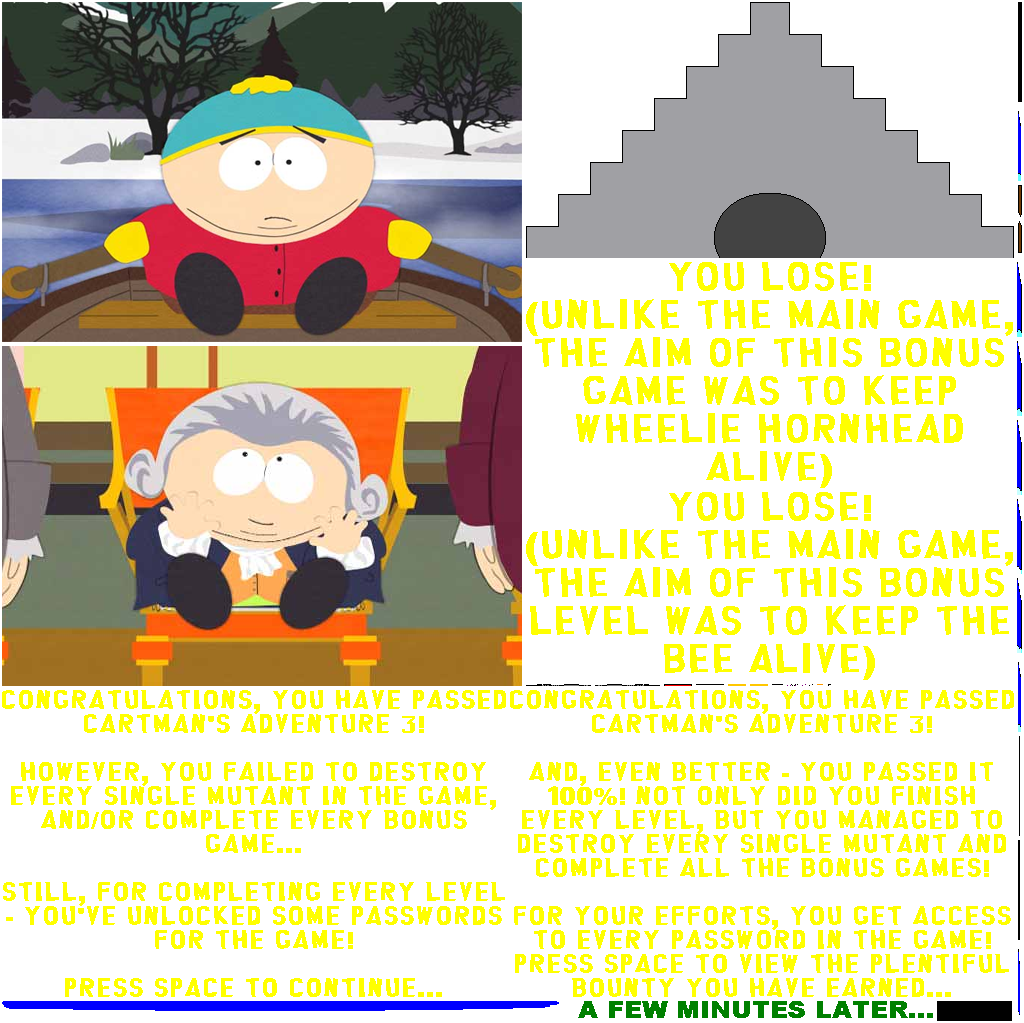 YOU LOSE!
(UNLIKE THE MAIN GAME,
THE AIM OF THIS BONUS
GAME WAS TO KEEP
WHEELIE HORNHEAD
ALIVE)
YOU LOSE!
(UNLIKE THE MAIN GAME,
THE AIM OF THIS BONUS
LEVEL WAS TO KEEP THE
BEE ALIVE)
CONGRATULATIONS, YOU HAVE PASSED
CARTMAN'S ADVENTURE 3!
HOWEVER, YOU FAILED TO DESTROY
EVERY SINGLE MUTANT IN THE GAME,
AND/OR COMPLETE EVERY BONUS
GAME...
STILL, FOR COMPLETING EVERY LEVEL
- YOU'VE UNLOCKED SOME PASSWORDS
FOR THE GAME!
PRESS SPACE TO CONTINUE...
CONGRATULATIONS, YOU HAVE PASSED
CARTMAN'S ADVENTURE 3!
AND, EVEN BETTER - YOU PASSED IT
100%! NOT ONLY DID YOU FINISH
EVERY LEVEL, BUT YOU MANAGED TO
DESTROY EVERY SINGLE MUTANT AND
COMPLETE ALL THE BONUS GAMES!
FOR YOUR EFFORTS, YOU GET ACCESS
TO EVERY PASSWORD IN THE GAME!
PRESS SPACE TO VIEW THE PLENTIFUL
BOUNTY YOU HAVE EARNED...
A FEW MINUTES LATER...